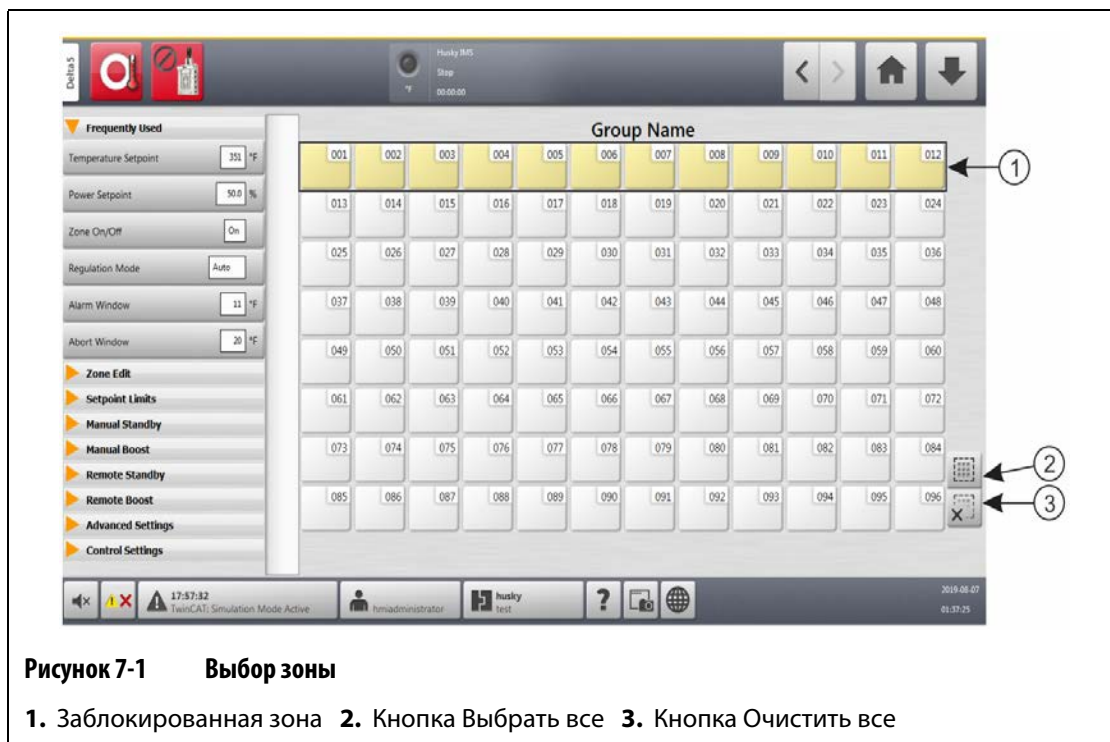 Delta5
Husky IMS
Stop
°F 00:00:00
Frequently Used
Temperature Setpoint 351 °F
Power Setpoint 50.0 %
Zone On/Off On
Regulation Mode Auto
Alarm Window 11 °F
Abort Window 20 °F
Zone Edit
Setpoint Limits
Manual Standby
Manual Boost
Remote Standby
Remote Boost
Advanced Settings
Control Settings
Group Name
001 002 003 004 005 006 007 008 009 010 011 012
1
013 014 015 016 017 018 019 020 021 022 023 024
025 026 027 028 029 030 031 032 033 034 035 036
037 038 039 040 041 042 043 044 045 046 047 048
049 050 051 052 053 054 055 056 057 058 059 060
061 062 063 064 065 066 067 068 069 070 071 072
073 074 075 076 077 078 079 080 081 082 083 084
2
085 086 087 088 089 090 091 092 093 094 095 096
3
17:57:32
TwinCAT: Simulation Mode Active
hmiadministrator
husky
test
?
2019-06-07
01:37:25
Рисунок 7-1 Выбор зоны
1. Заблокированная зона 2. Кнопка Выбрать все 3. Кнопка Очистить все